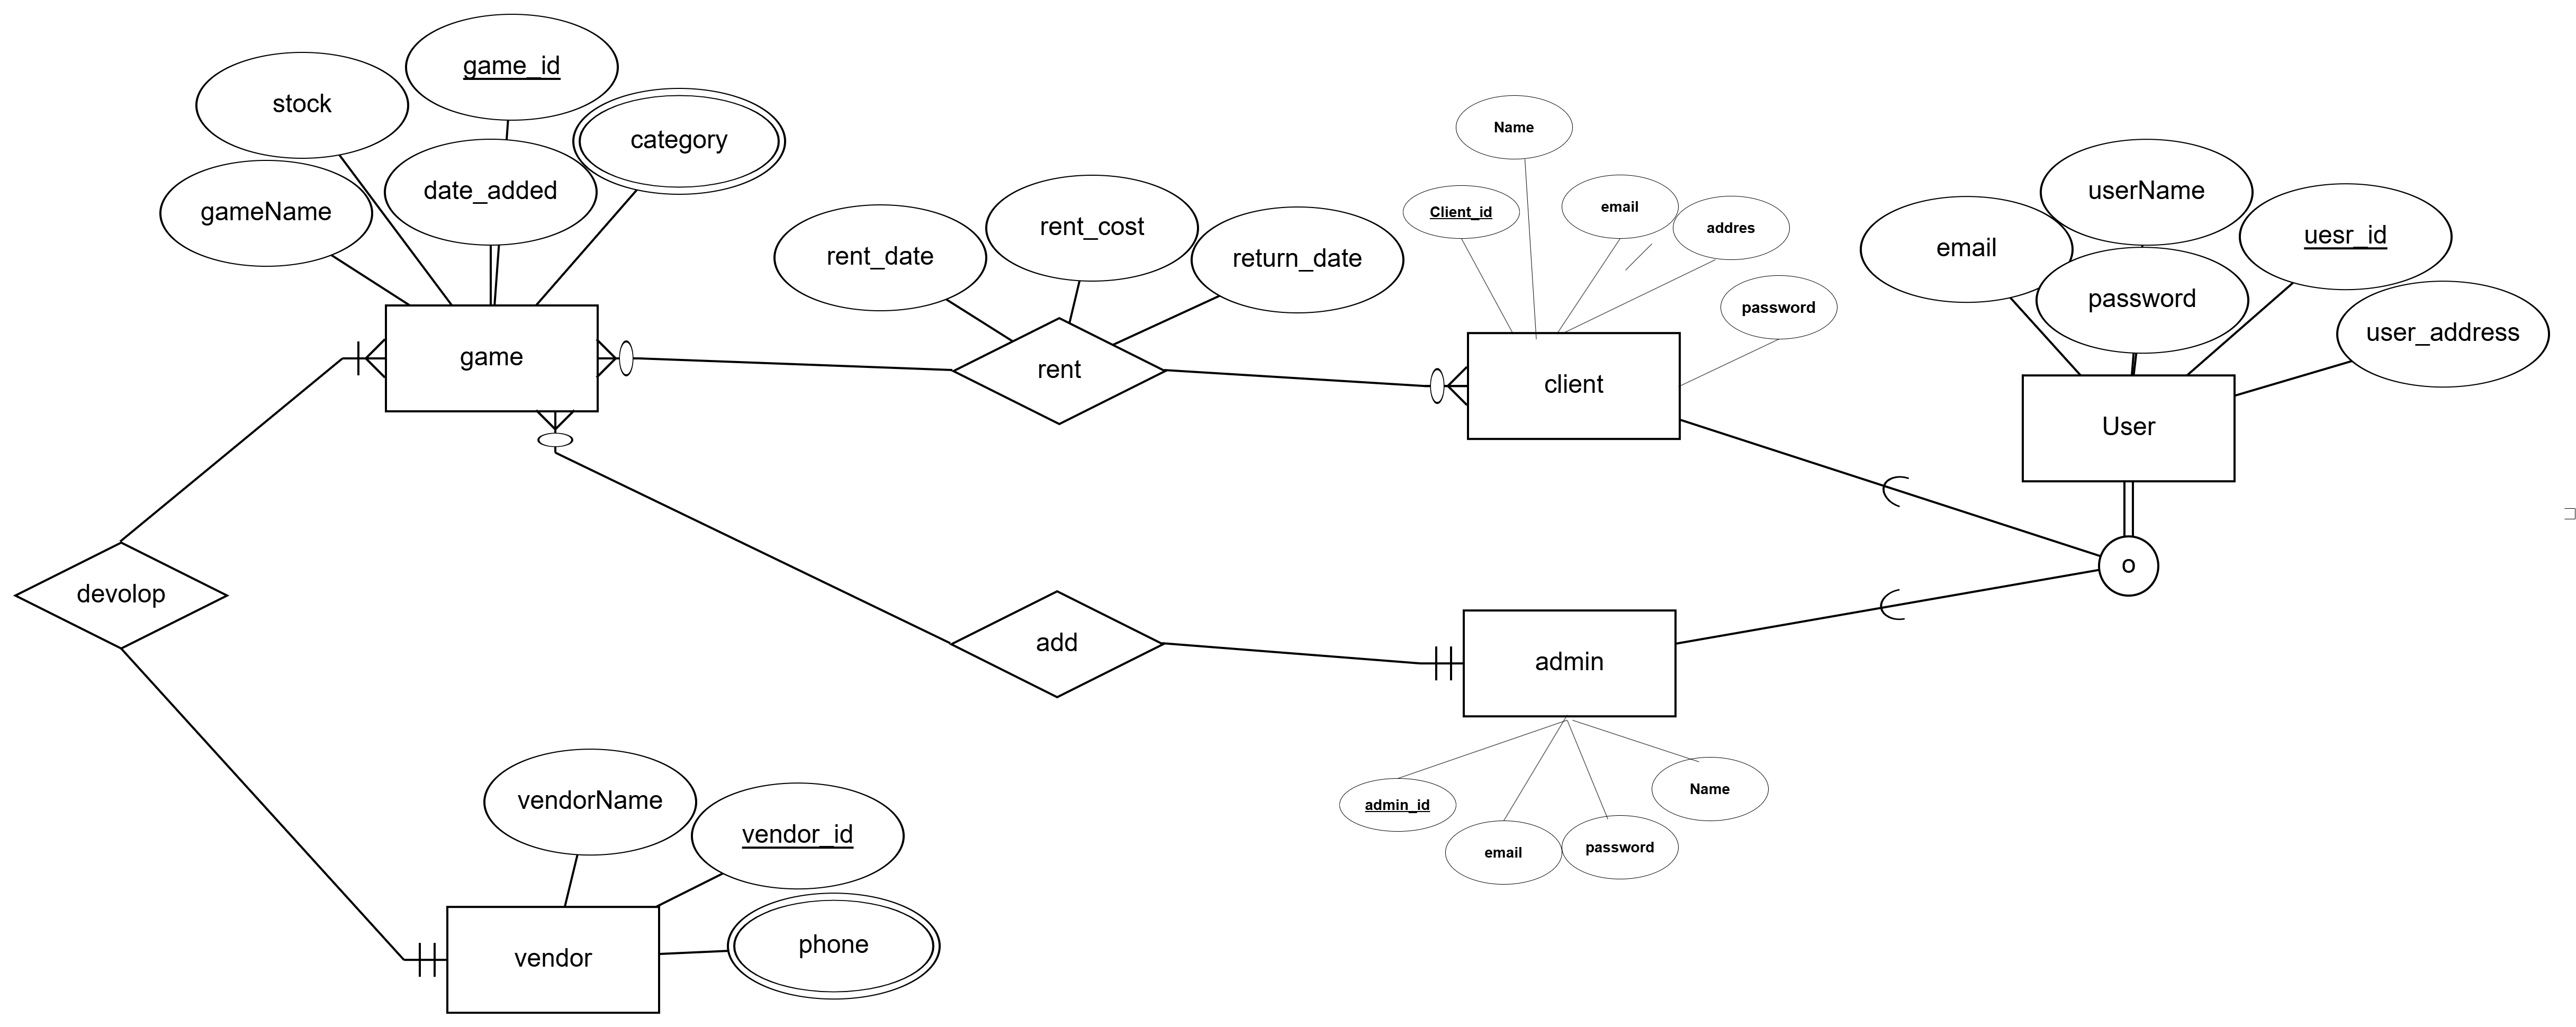 game_id
stock
category
date_added
gameName
game
rent_date
rent_cost
return_date
rent
Name
Client_id
email
addres
password
client
userName
email
uesr_id
password
user_address
User
o
devolop
add
admin
admin_id
email
password
Name
vendorName
vendor_id
phone
vendor